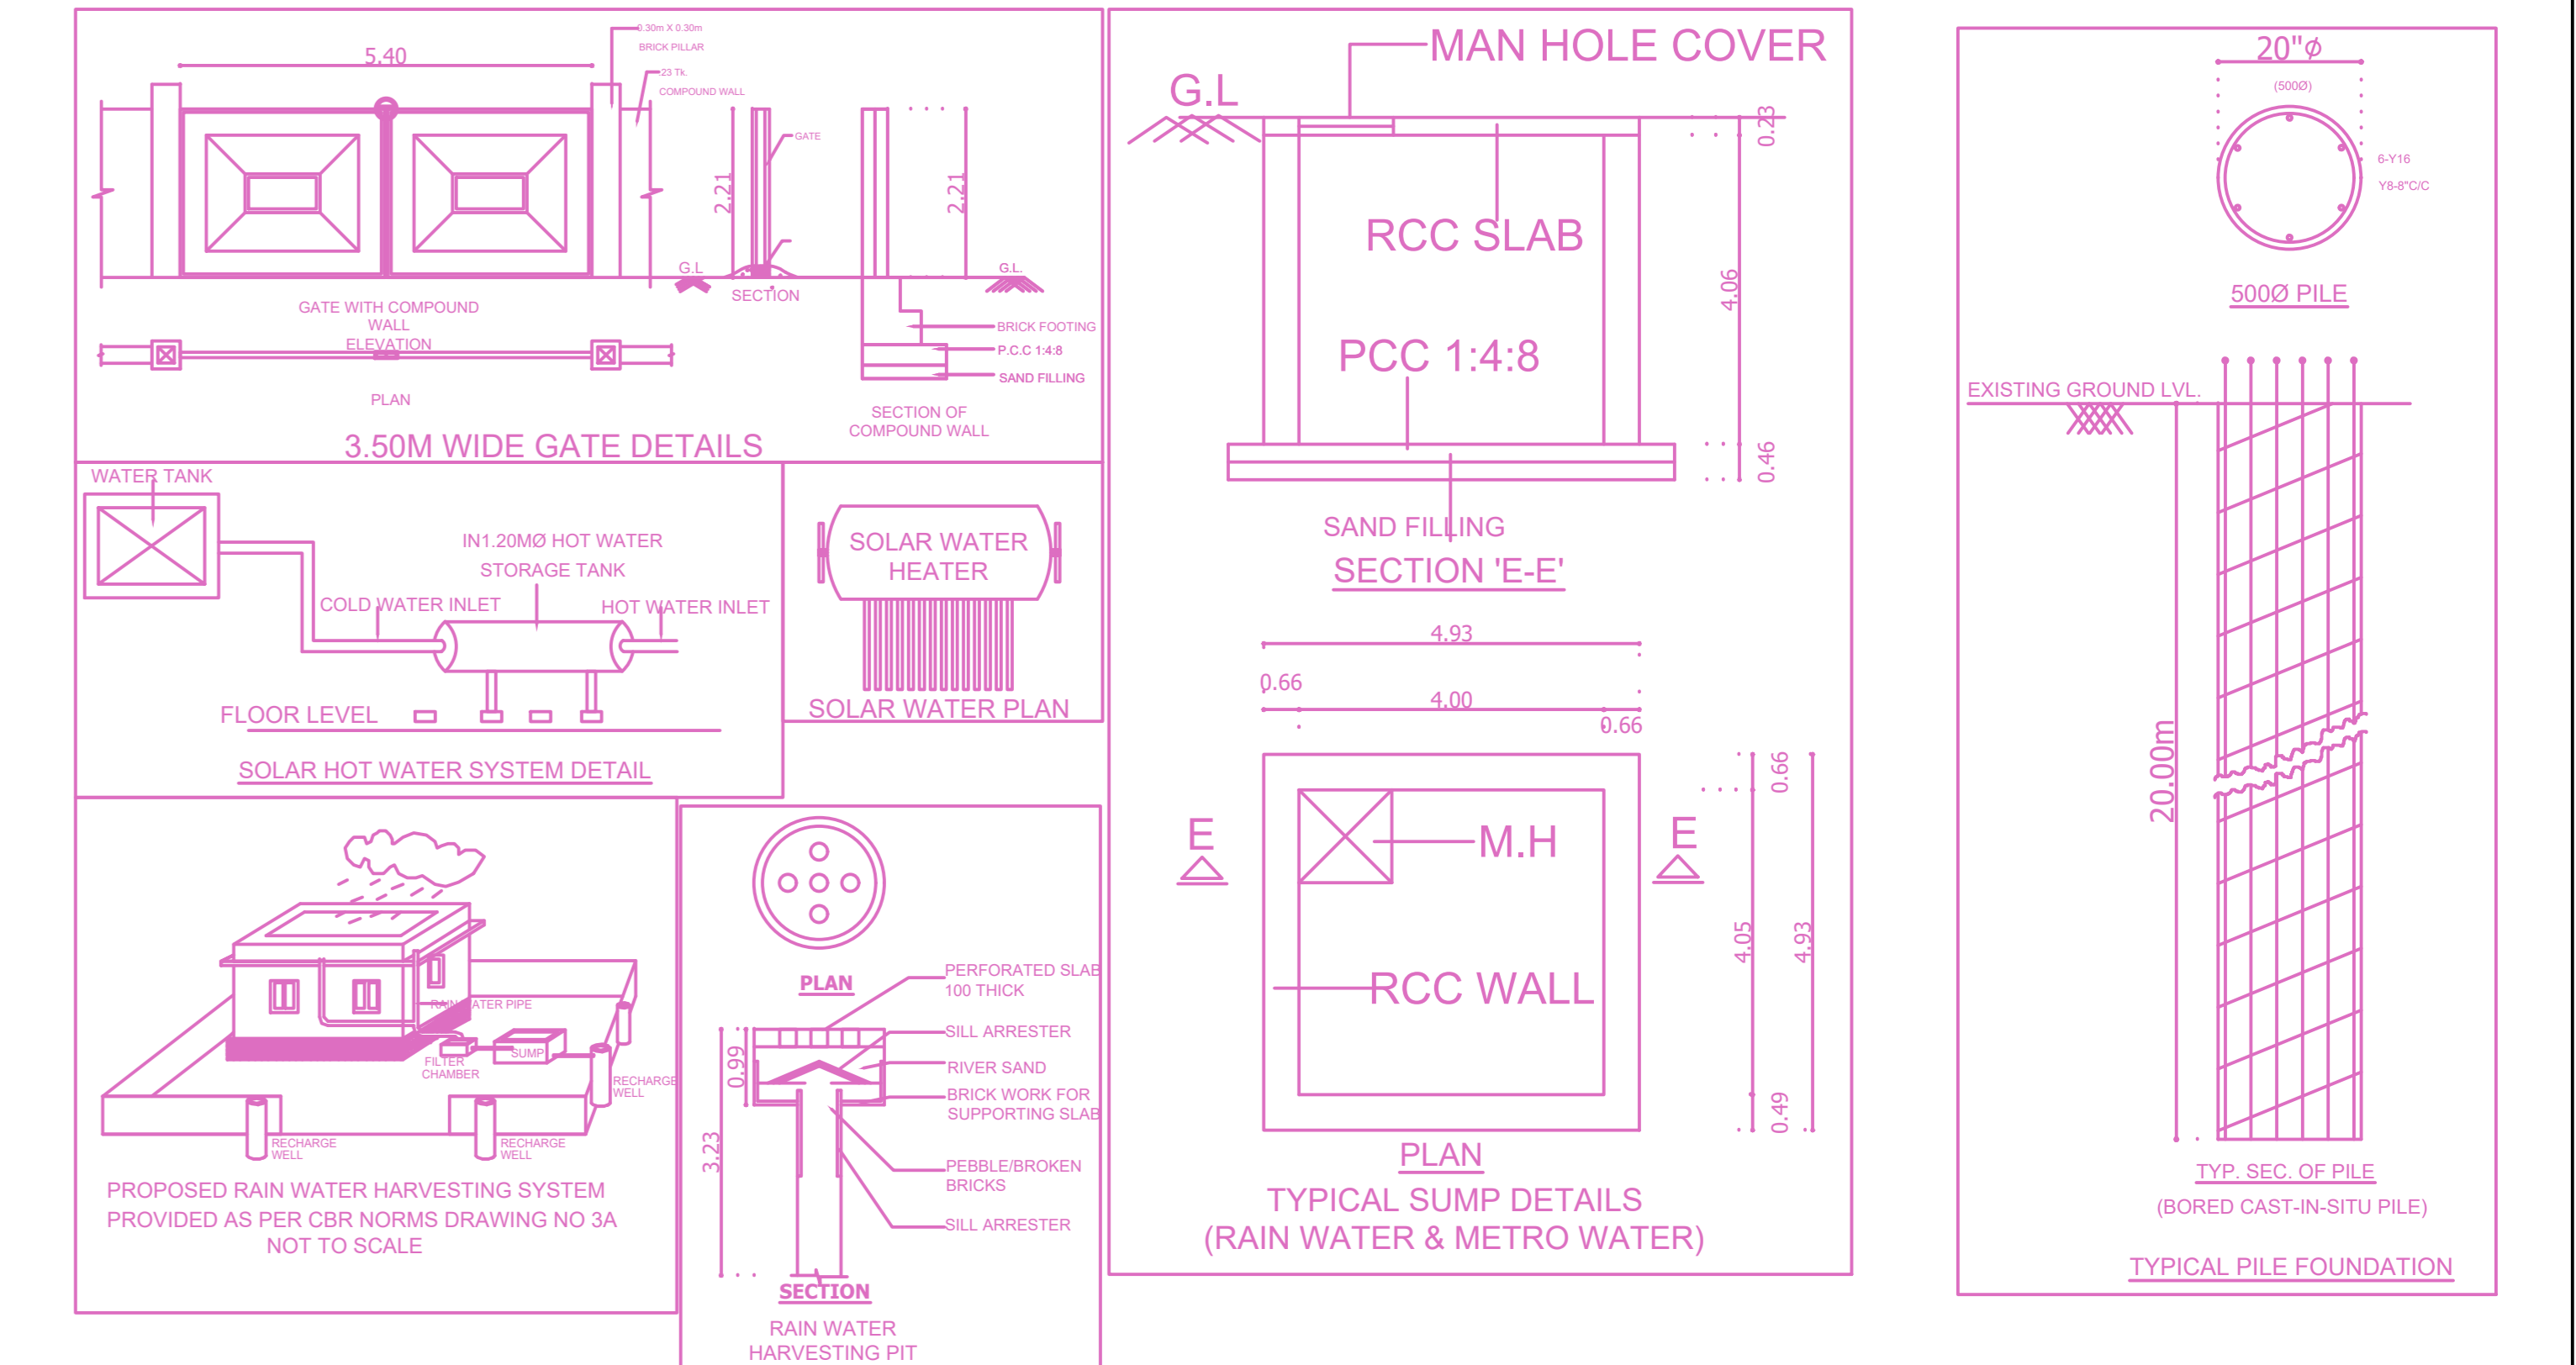 0.30m X 0.30m
BRICK PILLAR
5.40
.23 Tk.
COMPOUND WALL
GATE
2.21
2.21
G.L
G.L.
SECTION
GATE WITH COMPOUND
WALL
ELEVATION
BRICK FOOTING
P.C.C 1:4:8
SAND FILLING
PLAN
SECTION OF
COMPOUND WALL
3.50M WIDE GATE DETAILS
WATER TANK
IN1.20MØ HOT WATER
STORAGE TANK
COLD WATER INLET
HOT WATER INLET
FLOOR LEVEL
SOLAR HOT WATER SYSTEM DETAIL
SOLAR WATER
HEATER
SOLAR WATER PLAN
RAIN WATER PIPE
FILTER
CHAMBER
SUMP
RECHARGE
WELL
RECHARGE
WELL
RECHARGE
WELL
PROPOSED RAIN WATER HARVESTING SYSTEM
PROVIDED AS PER CBR NORMS DRAWING NO 3A
NOT TO SCALE
PLAN
PERFORATED SLAB
100 THICK
SILL ARRESTER
RIVER SAND
BRICK WORK FOR
SUPPORTING SLAB
PEBBLE/BROKEN
BRICKS
SILL ARRESTER
0.99
3.23
SECTION
RAIN WATER
HARVESTING PIT
MAN HOLE COVER
G.L
0.23
RCC SLAB
4.06
PCC 1:4:8
0.46
SAND FILLING
SECTION 'E-E'
4.93
0.66
4.00
0.66
0.66
E
M.H
E
4.05
4.93
RCC WALL
0.49
PLAN
TYPICAL SUMP DETAILS
(RAIN WATER & METRO WATER)
20"ø
(500Ø)
6-Y16
Y8-8"C/C
500Ø PILE
EXISTING GROUND LVL.
20.00m
TYP. SEC. OF PILE
(BORED CAST-IN-SITU PILE)
TYPICAL PILE FOUNDATION